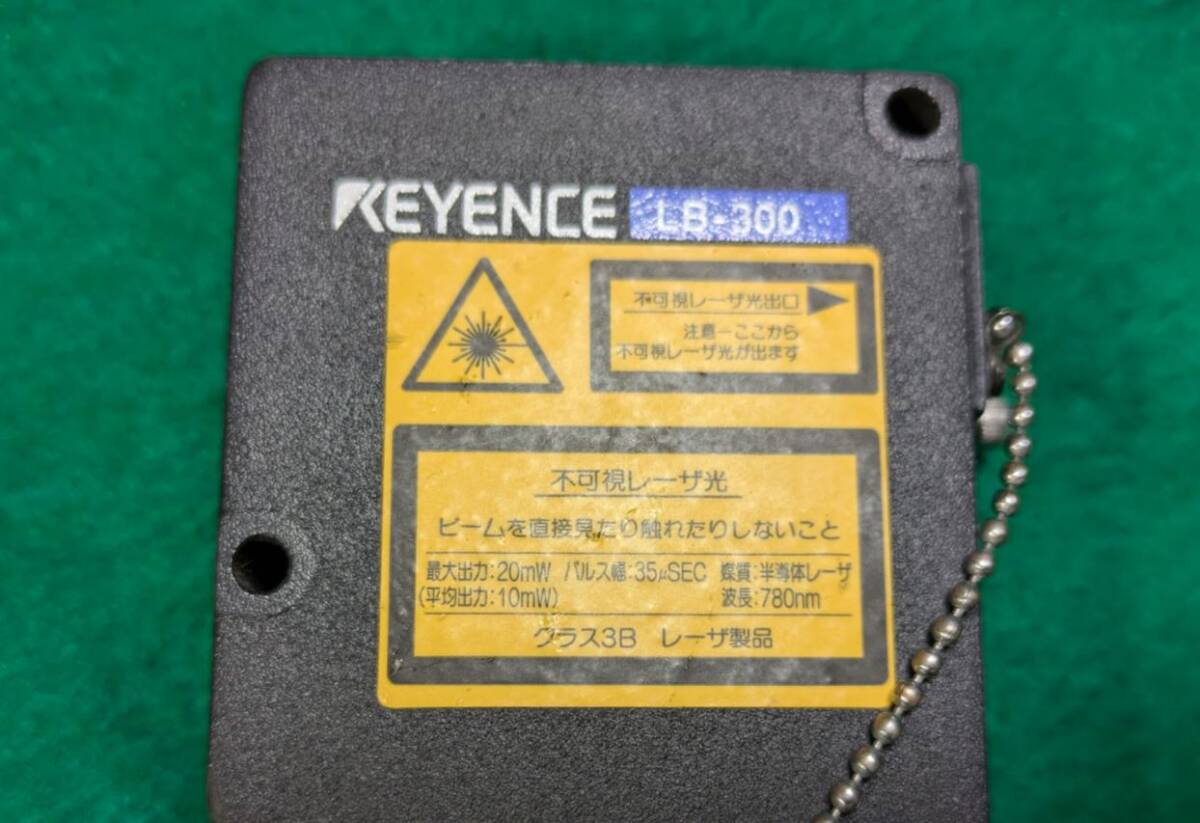 KEYENCE LB-300
不可視レーザ光出口
注意−ここから
不可視レーザ光が出ます
不可視レーザ光
ビームを直接見たり触れたりしないこと
最大出力:20mW パルス幅:35μSEC 媒質:半導体レーザ
(平均出力:10mW) 波長:780nm
クラス3B レーザ製品